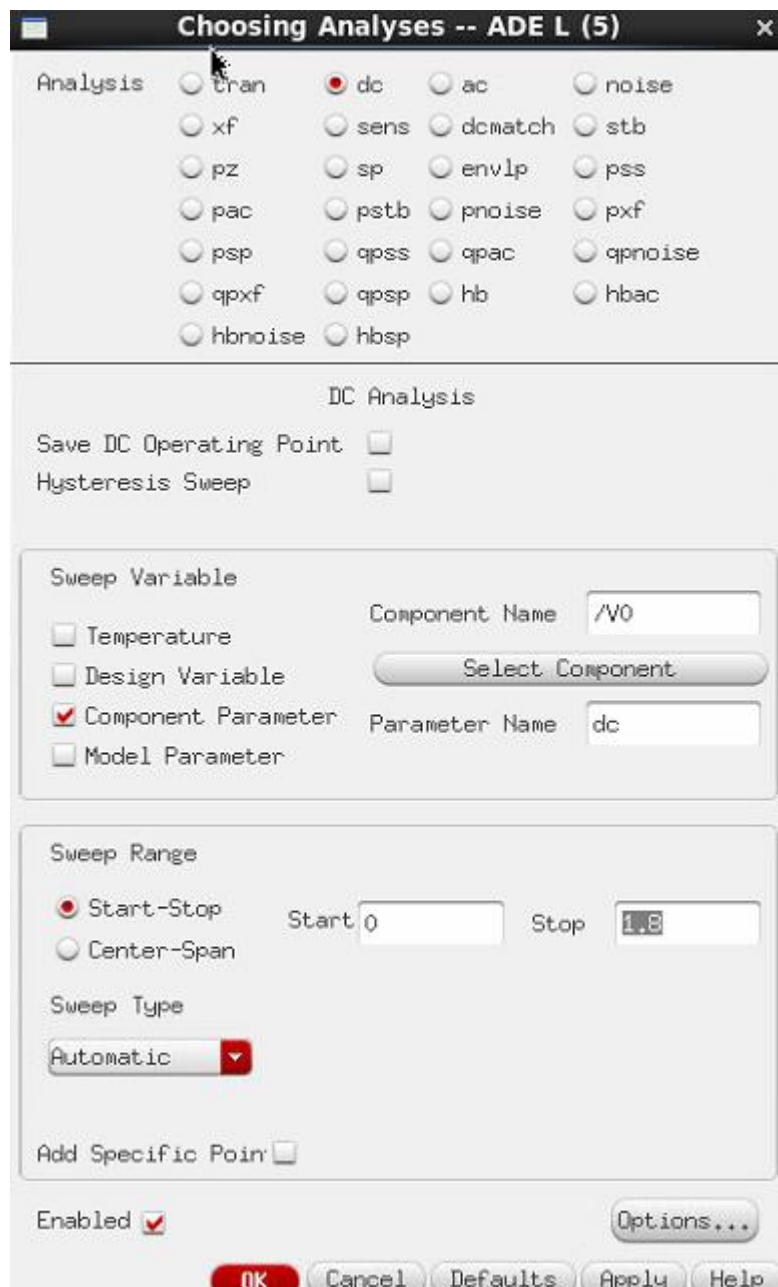 Choosing Analyses -- ADE L (5)
Analysis tran dc ac noise
xf sens dcmatch stb
pz sp envlp pss
pac pstb pnoise pxf
psp qpss qpac qpnoise
qpxf qpsp hb hbac
hbnoise hbsp
DC Analysis
Save DC Operating Point
Hysteresis Sweep
Sweep Variable
Temperature
Design Variable
Component Parameter
Model Parameter
Component Name /V0
Select Component
Parameter Name dc
Sweep Range
Start-Stop
Center-Span
Start 0 Stop 1.8
Sweep Type
Automatic
Add Specific Poin
Enabled
Options...
OK Cancel Defaults Apply Help